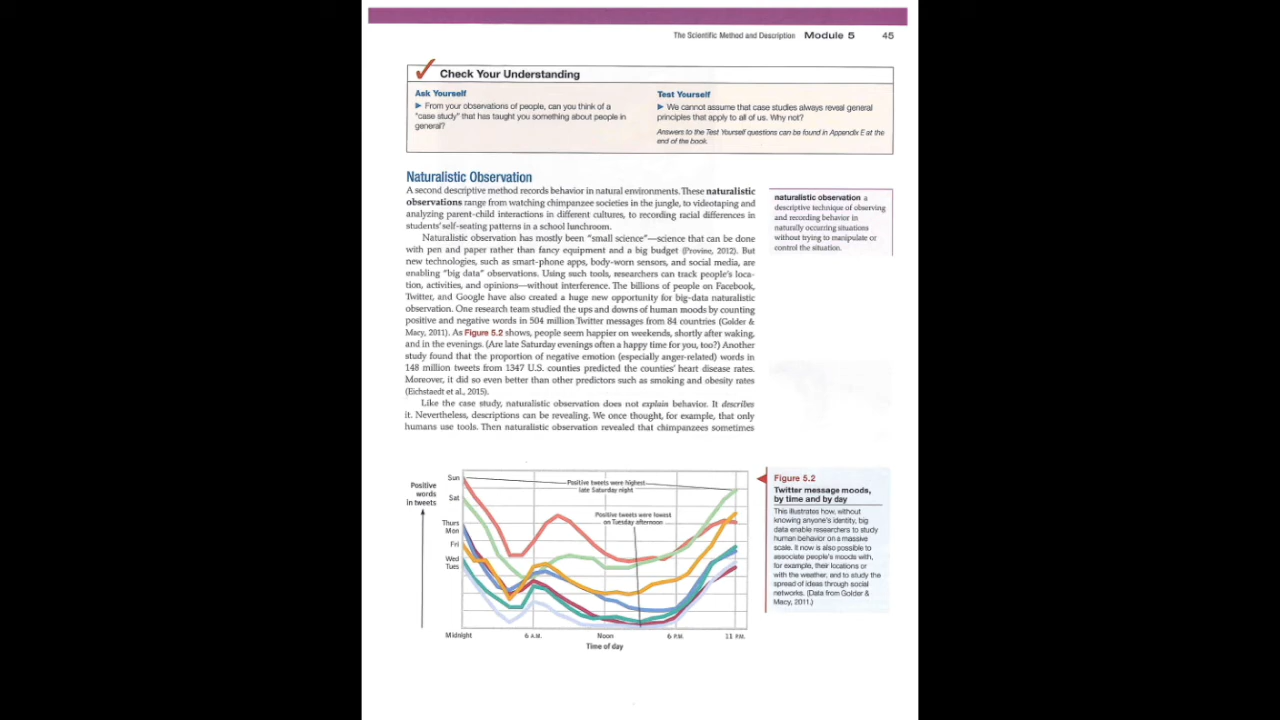 The Scientific Method and Description Module 5 45
Check Your Understanding
Ask Yourself
► From your observations of people, can you think of a
"case study" that has taught you something about people in
general?
Test Yourself
► We cannot assume that case studies always reveal general
principles that apply to all of us. Why not?
Answers to the Test Yourself questions can be found in Appendix E at the
end of the book.
Naturalistic Observation
A second descriptive method records behavior in natural environments. These naturalistic
observations range from watching chimpanzee societies in the jungle, to videotaping and
analyzing parent-child interactions in different cultures, to recording racial differences in
students' self-seating patterns in a school lunchroom.
Naturalistic observation has mostly been "small science"—science that can be done
with pen and paper rather than fancy equipment and a big budget (Provine, 2012). But
new technologies, such as smart-phone apps, body-worn sensors, and social media, are
enabling "big data" observations. Using such tools, researchers can track people's loca-
tion, activities, and opinions—without interference. The billions of people on Facebook,
Twitter, and Google have also created a huge new opportunity for big-data naturalistic
observation. One research team studied the ups and downs of human moods by counting
positive and negative words in 504 million Twitter messages from 84 countries (Golder &
Macy, 2011). As Figure 5.2 shows, people seem happier on weekends, shortly after waking,
and in the evenings. (Are late Saturday evenings often a happy time for you, too?) Another
study found that the proportion of negative emotion (especially anger-related) words in
148 million tweets from 1347 U.S. counties predicted the counties' heart disease rates.
Moreover, it did so even better than other predictors such as smoking and obesity rates
(Eichstaedt et al., 2015).
Like the case study, naturalistic observation does not explain behavior. It describes
it. Nevertheless, descriptions can be revealing. We once thought, for example, that only
humans use tools. Then naturalistic observation revealed that chimpanzees sometimes
naturalistic observation a
descriptive technique of observing
and recording behavior in
naturally occurring situations
without trying to manipulate or
control the situation.
Positive
words
in tweets
Sun
Sat
Thurs
Mon
Fri
Wed
Tues
Positive tweets were highest
late Saturday night
Positive tweets were lowest
on Tuesday afternoon
Midnight 6 A.M. Noon 6 P.M. 11 P.M.
Time of day
Figure 5.2
Twitter message moods,
by time and by day
This illustrates how, without
knowing anyone's identity, big
data enable researchers to study
human behavior on a massive
scale. It now is also possible to
associate people's moods with,
for example, their locations or
with the weather, and to study the
spread of ideas through social
networks. (Data from Golder &
Macy, 2011.)